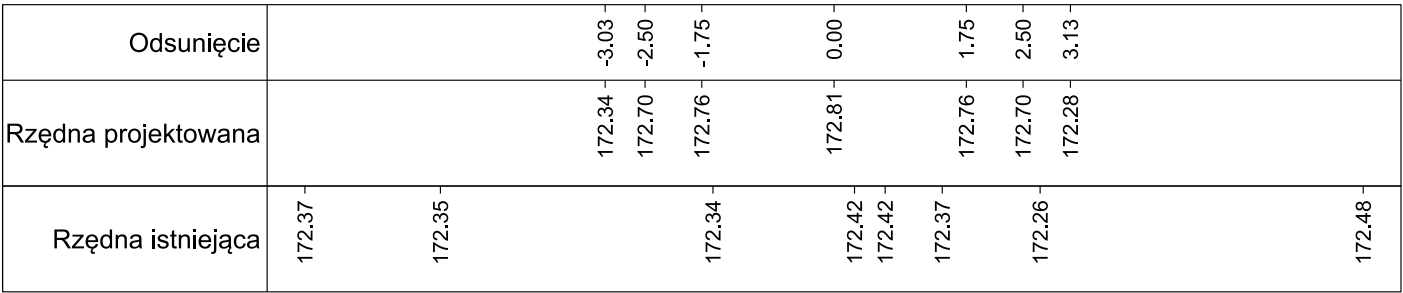 Odsunięcie -3.03 -2.50 -1.75 0.00 1.75 2.50 3.13
Rzędna projektowana 172.34 172.70 172.76 172.81 172.76 172.70 172.28
Rzędna istniejąca 172.37 172.35 172.34 172.42 172.42 172.37 172.26 172.48